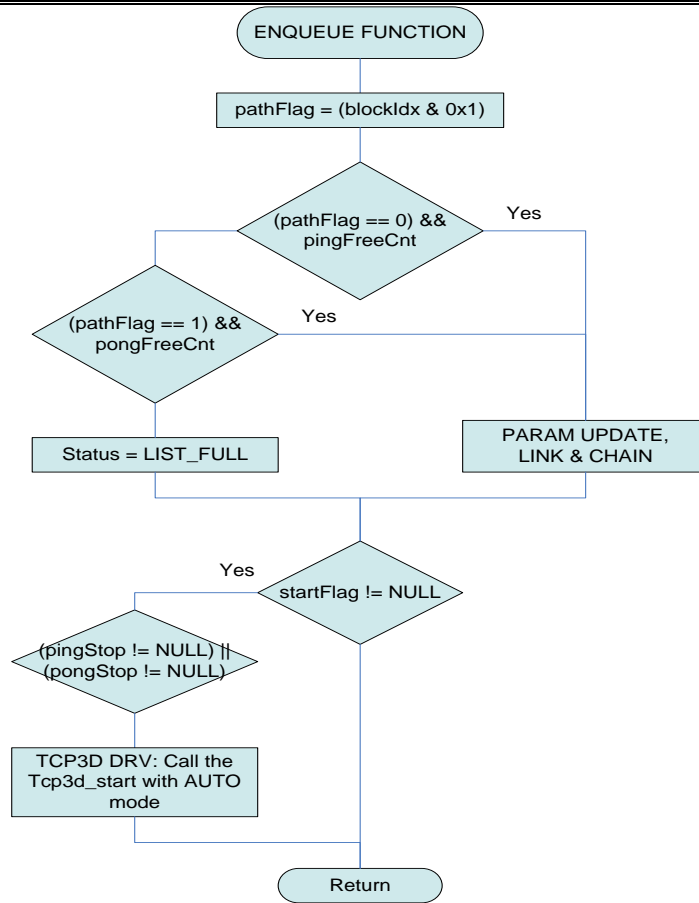 ENQUEUE FUNCTION
pathFlag = (blockIdx & 0x1)
(pathFlag == 0) &&
pingFreeCnt
Yes
(pathFlag == 1) &&
pongFreeCnt
Yes
Status = LIST_FULL
PARAM UPDATE,
LINK & CHAIN
startFlag != NULL
Yes
(pingStop != NULL) ||
(pongStop != NULL)
TCP3D DRV: Call the
Tcp3d_start with AUTO
mode
Return